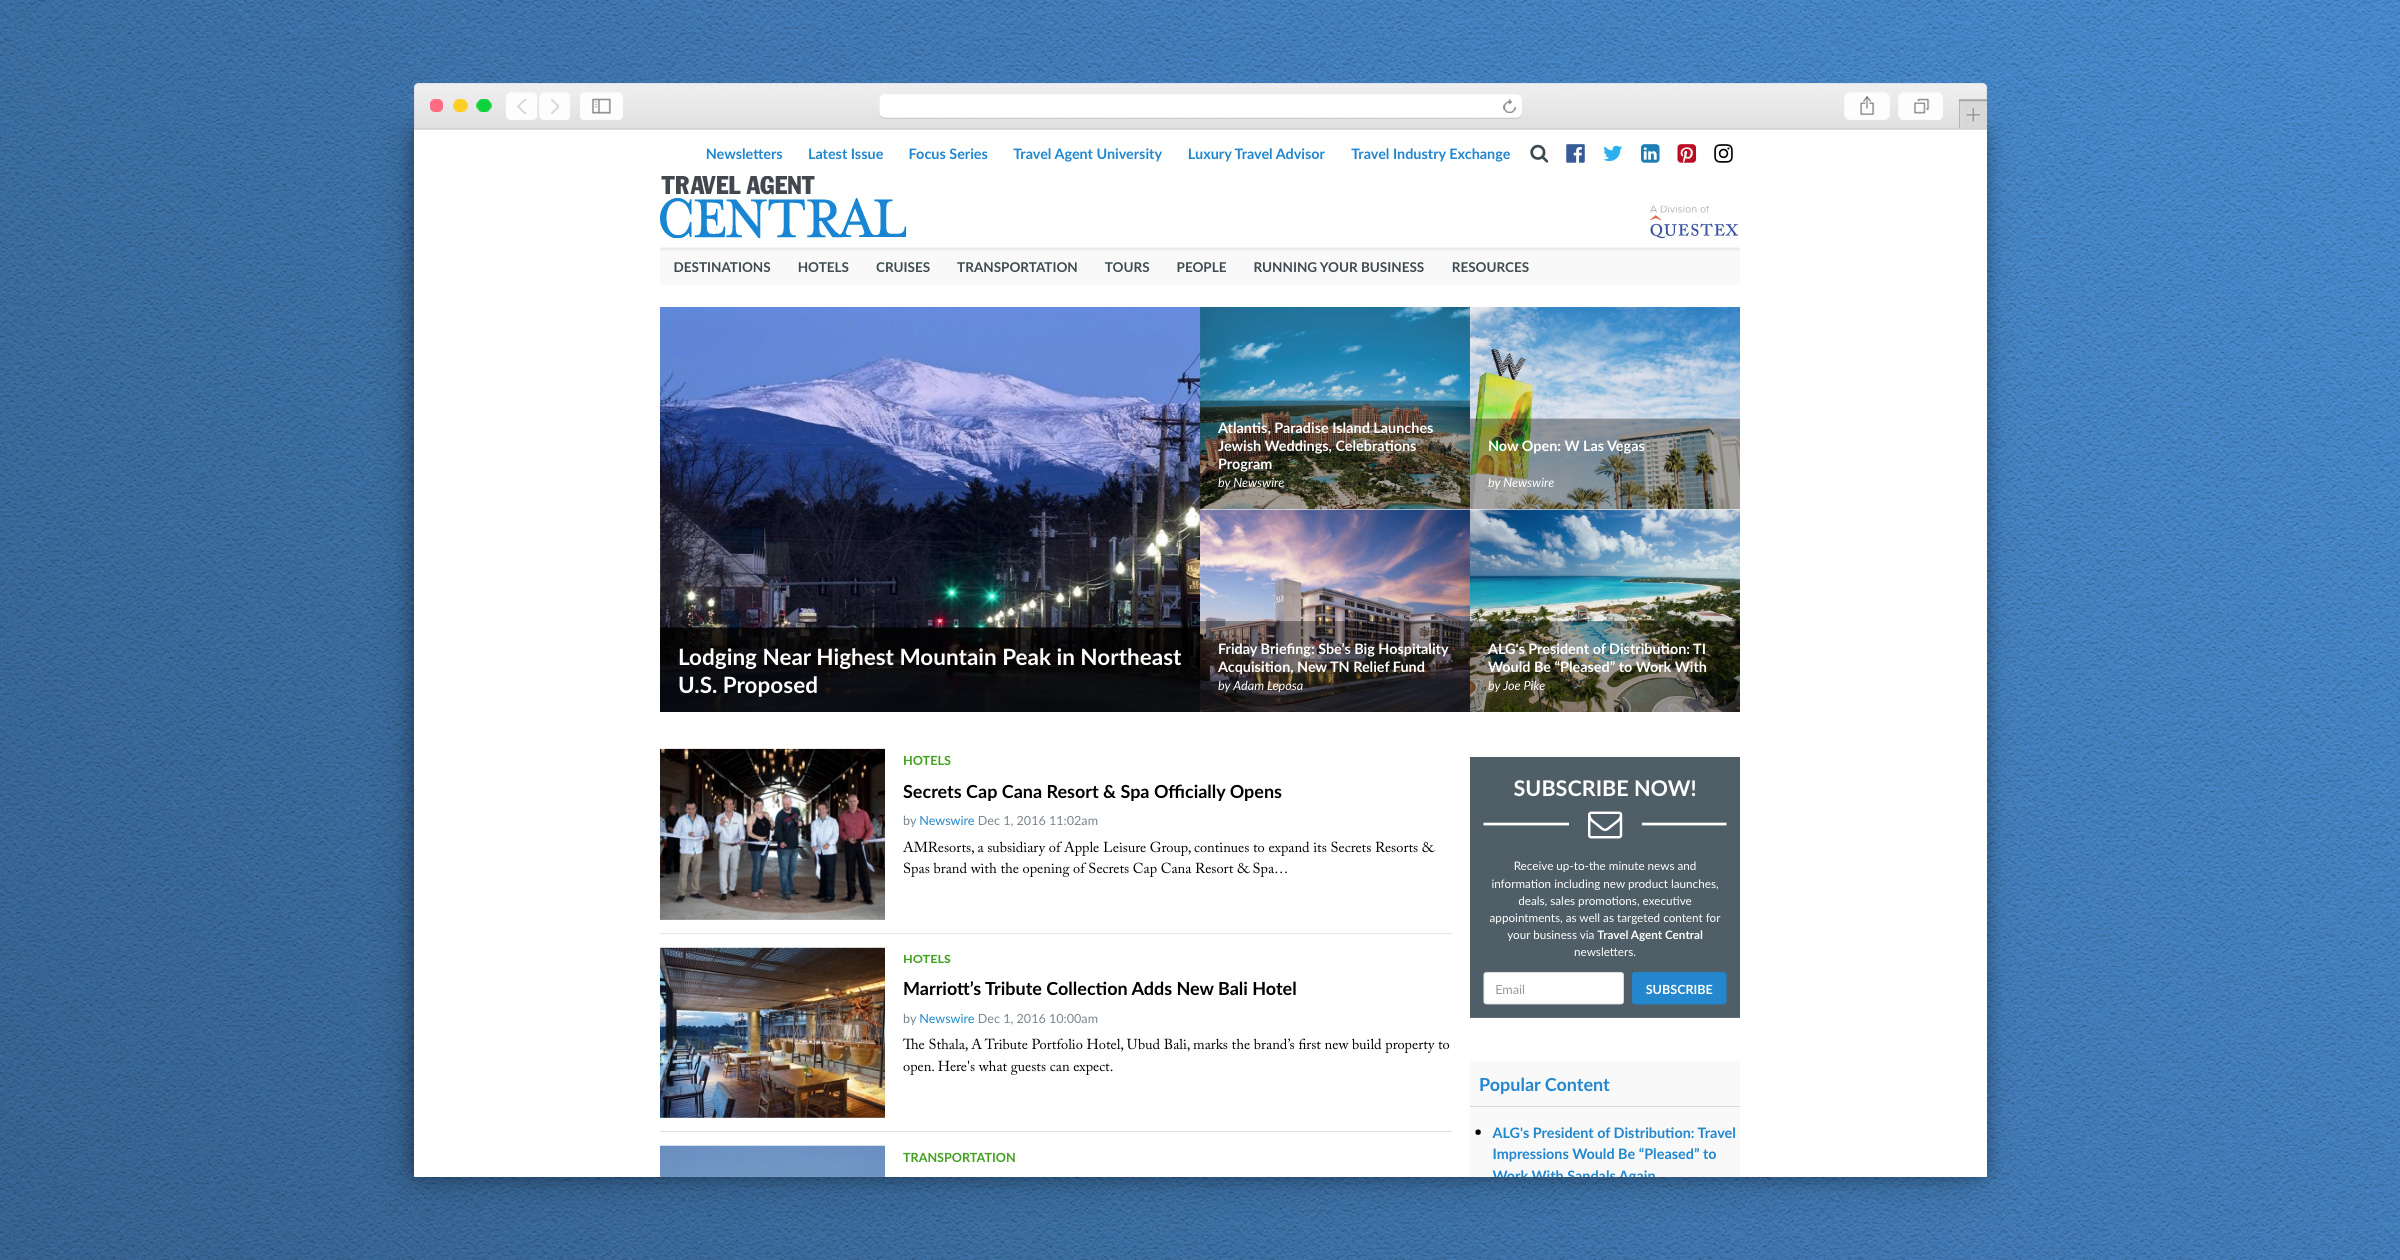 Newsletters Latest Issue Focus Series Travel Agent University Luxury Travel Advisor Travel Industry Exchange
TRAVEL AGENT
CENTRAL
A Division of
QUESTEX
DESTINATIONS HOTELS CRUISES TRANSPORTATION TOURS PEOPLE RUNNING YOUR BUSINESS RESOURCES
Lodging Near Highest Mountain Peak in Northeast
U.S. Proposed
W
Atlantis, Paradise Island Launches
Jewish Weddings, Celebrations
Program
by Newswire
Now Open: W Las Vegas
by Newswire
Friday Briefing: Sbe's Big Hospitality
Acquisition, New TN Relief Fund
by Adam Leposa
ALG's President of Distribution: TI
Would Be “Pleased” to Work With
by Joe Pike
HOTELS
Secrets Cap Cana Resort & Spa Officially Opens
by Newswire Dec 1, 2016 11:02am
AMResorts, a subsidiary of Apple Leisure Group, continues to expand its Secrets Resorts &
Spas brand with the opening of Secrets Cap Cana Resort & Spa…
HOTELS
Marriott’s Tribute Collection Adds New Bali Hotel
by Newswire Dec 1, 2016 10:00am
The Sthala, A Tribute Portfolio Hotel, Ubud Bali, marks the brand’s first new build property to
open. Here's what guests can expect.
TRANSPORTATION
SUBSCRIBE NOW!
Receive up-to-the minute news and
information including new product launches,
deals, sales promotions, executive
appointments, as well as targeted content for
your business via Travel Agent Central
newsletters.
Email SUBSCRIBE
Popular Content
ALG's President of Distribution: Travel
Impressions Would Be “Pleased” to
Work With Sandals Again